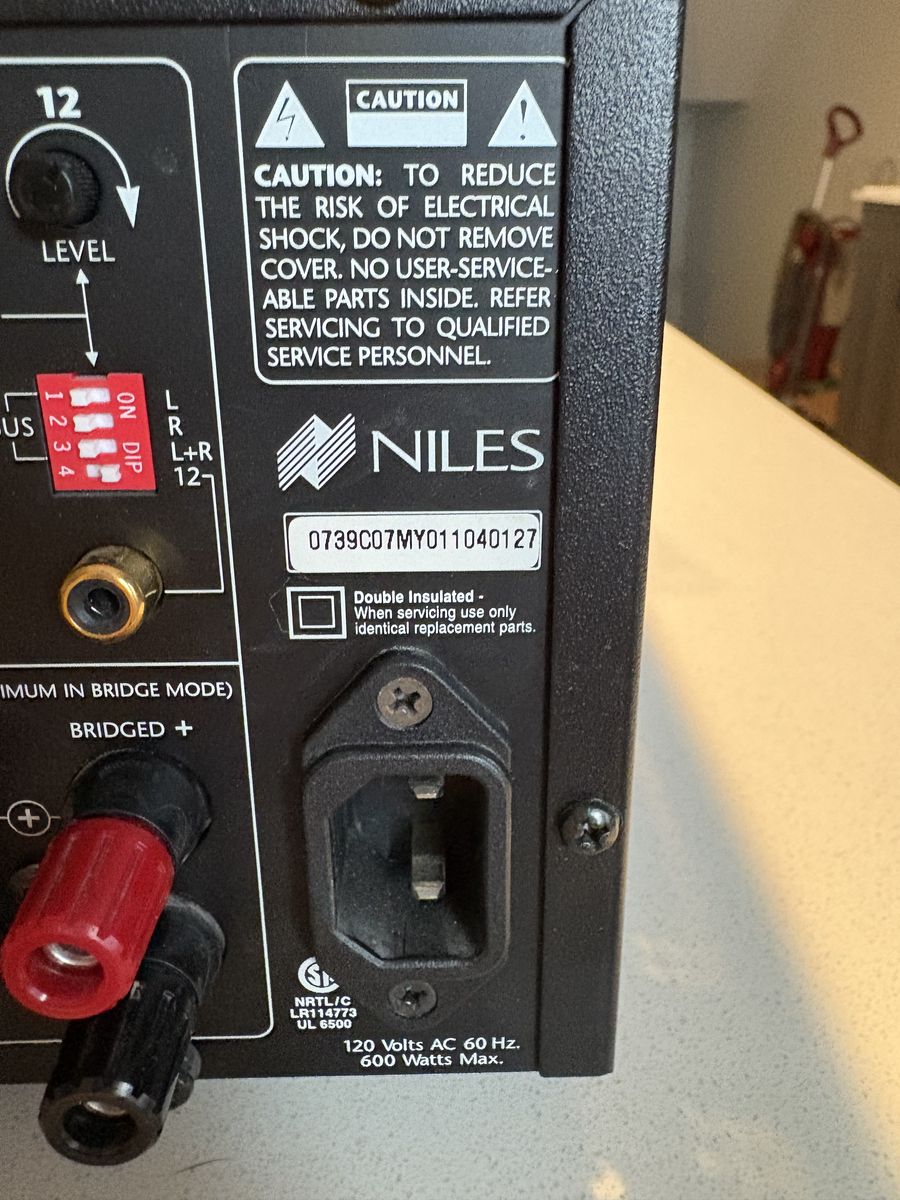 12
LEVEL
CAUTION
CAUTION: TO REDUCE
THE RISK OF ELECTRICAL
SHOCK, DO NOT REMOVE
COVER. NO USER-SERVICE-
ABLE PARTS INSIDE. REFER
SERVICING TO QUALIFIED
SERVICE PERSONNEL.
ON DIP
1 2 3 4
L
R
L+R
12
NILES
0739C07MY011040127
Double Insulated -
When servicing use only
identical replacement parts.
MODE)
IN BRIDGE
BRIDGED +
+
NRTL/C
LR114773
UL 6500
120 Volts AC 60 Hz.
600 Watts Max.